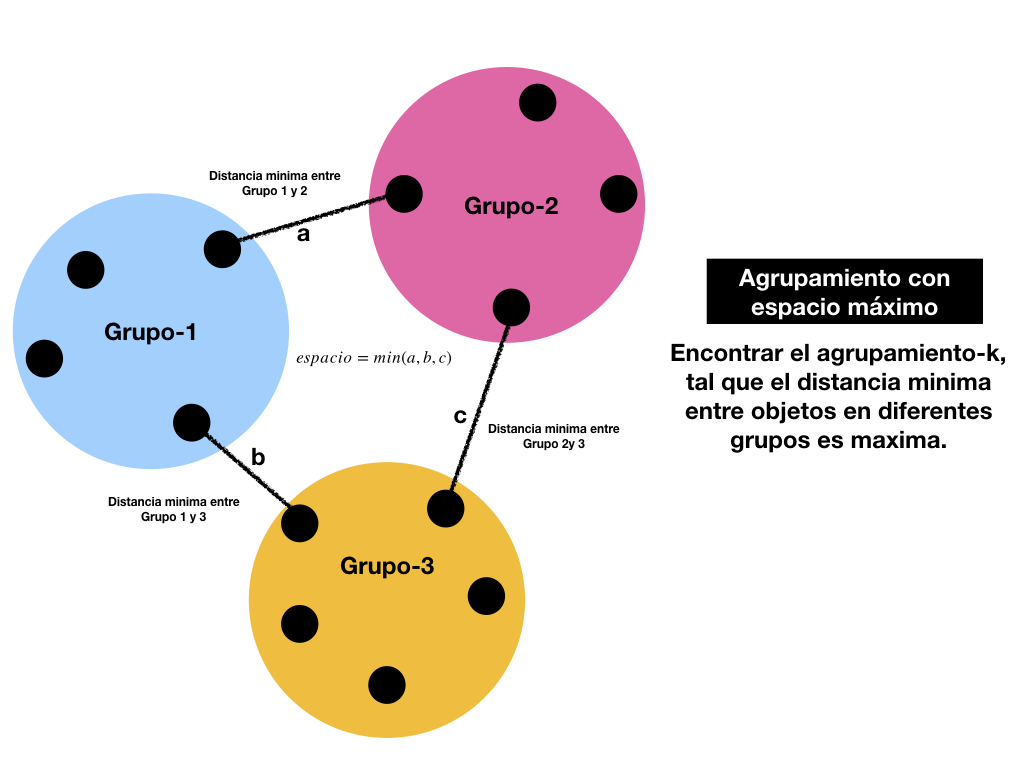 Distancia minima entre
Grupo 1 y 2
a
Grupo-2
Grupo-1
espacio = min(a, b, c)
c
Distancia minima entre
Grupo 2y 3
b
Distancia minima entre
Grupo 1 y 3
Grupo-3
Agrupamiento con
espacio máximo
Encontrar el agrupamiento-k,
tal que el distancia minima
entre objetos en diferentes
grupos es maxima.